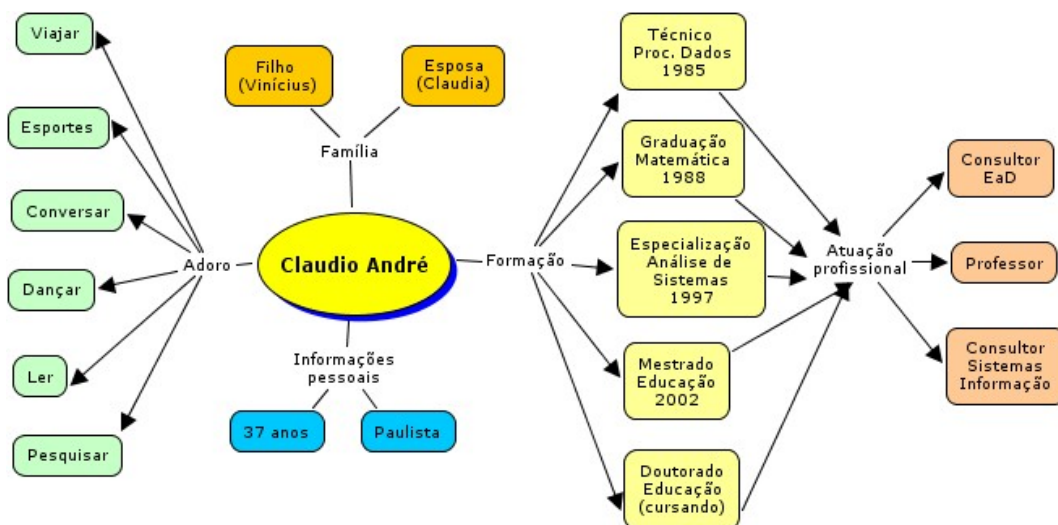 Viajar
Esportes
Conversar
Dançar
Ler
Pesquisar
Adoro
Filho
(Vinícius)
Esposa
(Claudia)
Família
Claudio André
Informações
pessoais
37 anos
Paulista
Formação
Técnico
Proc. Dados
1985
Graduação
Matemática
1988
Especialização
Análise de
Sistemas
1997
Mestrado
Educação
2002
Doutorado
Educação
(cursando)
Atuação
profissional
Consultor
EaD
Professor
Consultor
Sistemas
Informação